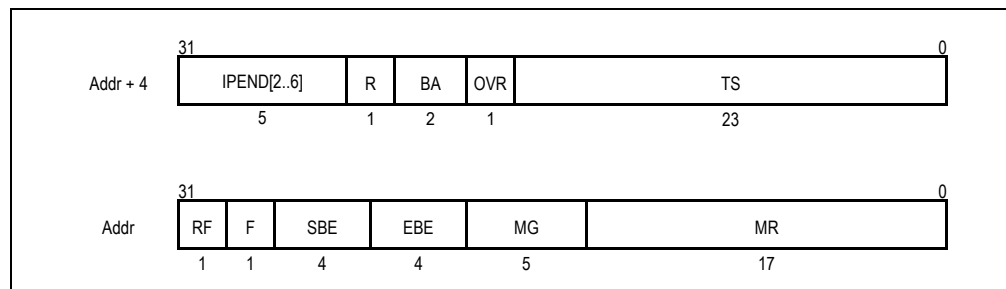 31 0
Addr + 4 IPEND[2..6] R BA OVR TS
5 1 2 1 23
31 0
Addr RF F SBE EBE MG MR
1 1 4 4 5 17